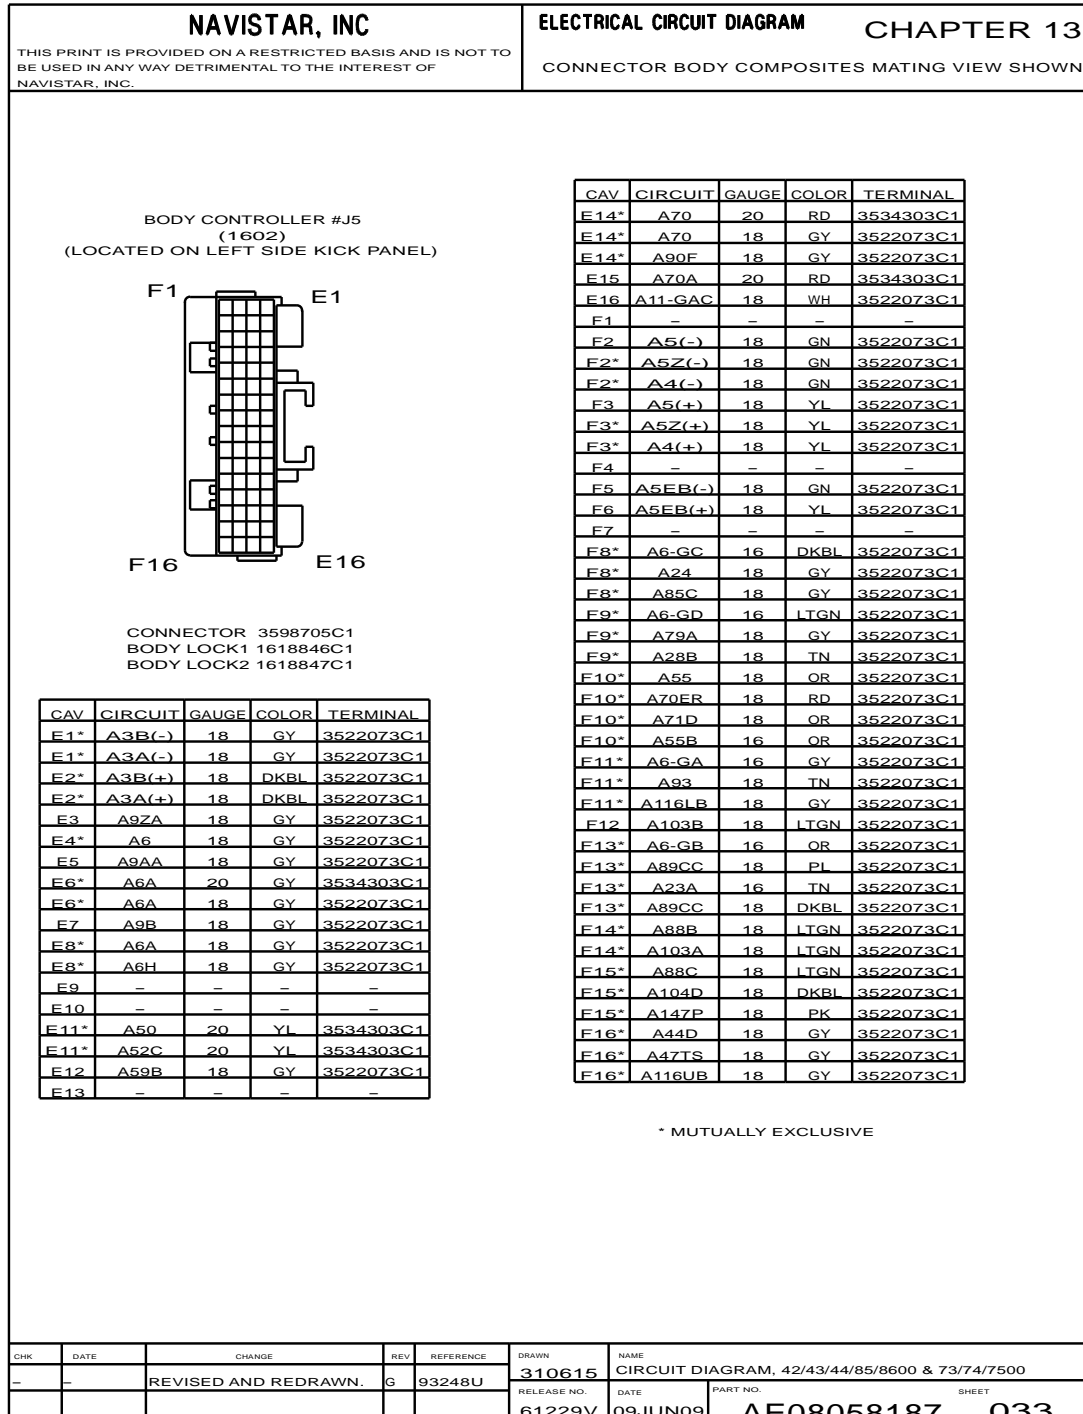 NAVISTAR, INC
THIS PRINT IS PROVIDED ON A RESTRICTED BASIS AND IS NOT TO
BE USED IN ANY WAY DETRIMENTAL TO THE INTEREST OF
NAVISTAR, INC.
ELECTRICAL CIRCUIT DIAGRAM CHAPTER 13
CONNECTOR BODY COMPOSITES MATING VIEW SHOWN
BODY CONTROLLER #J5
(1602)
(LOCATED ON LEFT SIDE KICK PANEL)
F1 E1
F16 E16
CONNECTOR 3598705C1
BODY LOCK1 1618846C1
BODY LOCK2 1618847C1
CAV CIRCUIT GAUGE COLOR TERMINAL
E1* A3B(-) 18 GY 3522073C1
E1* A3A(-) 18 GY 3522073C1
E2* A3B(+) 18 DKBL 3522073C1
E2* A3A(+) 18 DKBL 3522073C1
E3 A9ZA 18 GY 3522073C1
E4* A6 18 GY 3522073C1
E5 A9AA 18 GY 3522073C1
E6* A6A 20 GY 3534303C1
E6* A6A 18 GY 3522073C1
E7 A9B 18 GY 3522073C1
E8* A6A 18 GY 3522073C1
E8* A6H 18 GY 3522073C1
E9 – – – –
E10 – – – –
E11* A50 20 YL 3534303C1
E11* A52C 20 YL 3534303C1
E12 A59B 18 GY 3522073C1
E13 – – – –
CAV CIRCUIT GAUGE COLOR TERMINAL
E14* A70 20 RD 3534303C1
E14* A70 18 GY 3522073C1
E14* A90F 18 GY 3522073C1
E15 A70A 20 RD 3534303C1
E16 A11-GAC 18 WH 3522073C1
F1 – – – –
F2 A5(-) 18 GN 3522073C1
F2* A5Z(-) 18 GN 3522073C1
F2* A4(-) 18 GN 3522073C1
F3 A5(+) 18 YL 3522073C1
F3* A5Z(+) 18 YL 3522073C1
F3* A4(+) 18 YL 3522073C1
F4 – – – –
F5 A5EB(-) 18 GN 3522073C1
F6 A5EB(+) 18 YL 3522073C1
F7 – – – –
F8* A6-GC 16 DKBL 3522073C1
F8* A24 18 GY 3522073C1
F8* A85C 18 GY 3522073C1
F9* A6-GD 16 LTGN 3522073C1
F9* A79A 18 GY 3522073C1
F9* A28B 18 TN 3522073C1
F10* A55 18 OR 3522073C1
F10* A70ER 18 RD 3522073C1
F10* A71D 18 OR 3522073C1
F10* A55B 16 OR 3522073C1
F11* A6-GA 16 GY 3522073C1
F11* A93 18 TN 3522073C1
F11* A116LB 18 GY 3522073C1
F12 A103B 18 LTGN 3522073C1
F13* A6-GB 16 OR 3522073C1
F13* A89CC 18 PL 3522073C1
F13* A23A 16 TN 3522073C1
F13* A89CC 18 DKBL 3522073C1
F14* A88B 18 LTGN 3522073C1
F14* A103A 18 LTGN 3522073C1
F15* A88C 18 LTGN 3522073C1
F15* A104D 18 DKBL 3522073C1
F15* A147P 18 PK 3522073C1
F16* A44D 18 GY 3522073C1
F16* A47TS 18 GY 3522073C1
F16* A116UB 18 GY 3522073C1
* MUTUALLY EXCLUSIVE
CHK DATE CHANGE REV REFERENCE
– – REVISED AND REDRAWN. G 93248U
DRAWN NAME
310615 CIRCUIT DIAGRAM, 42/43/44/85/8600 & 73/74/7500
RELEASE NO. DATE PART NO. SHEET
61229V 09JUN09 AE08058187 033